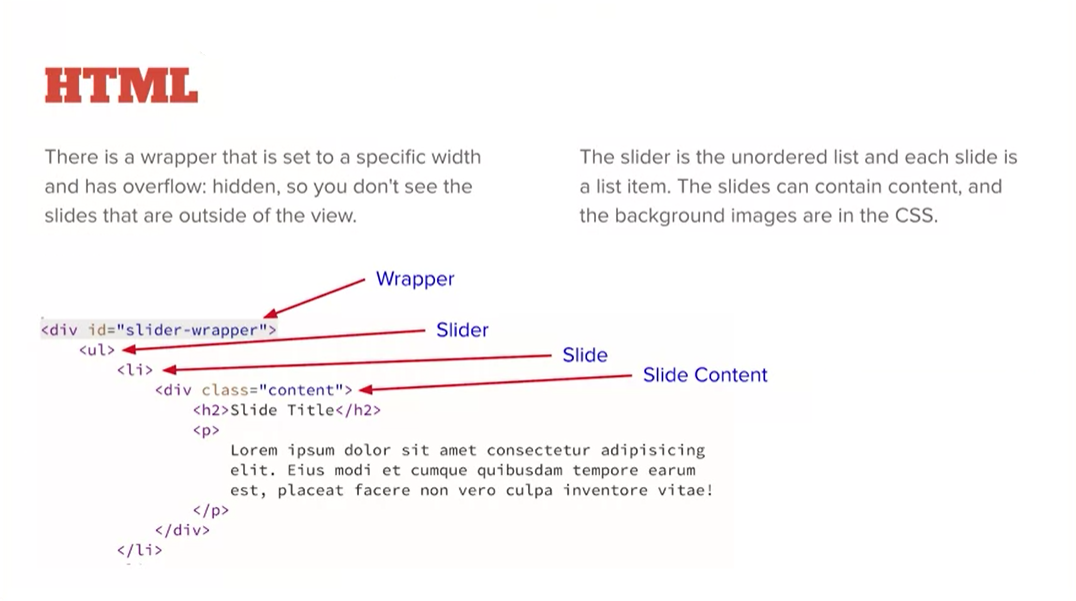 HTML
There is a wrapper that is set to a specific width
and has overflow: hidden, so you don't see the
slides that are outside of the view.
The slider is the unordered list and each slide is
a list item. The slides can contain content, and
the background images are in the CSS.
Wrapper
<div id="slider-wrapper">
Slider
<ul>
Slide
<li>
Slide Content
<div class="content">
<h2>Slide Title</h2>
<p>
Lorem ipsum dolor sit amet consectetur adipisicing
elit. Eius modi et cumque quibusdam tempore earum
est, placeat facere non vero culpa inventore vitae!
</p>
</div>
</li>